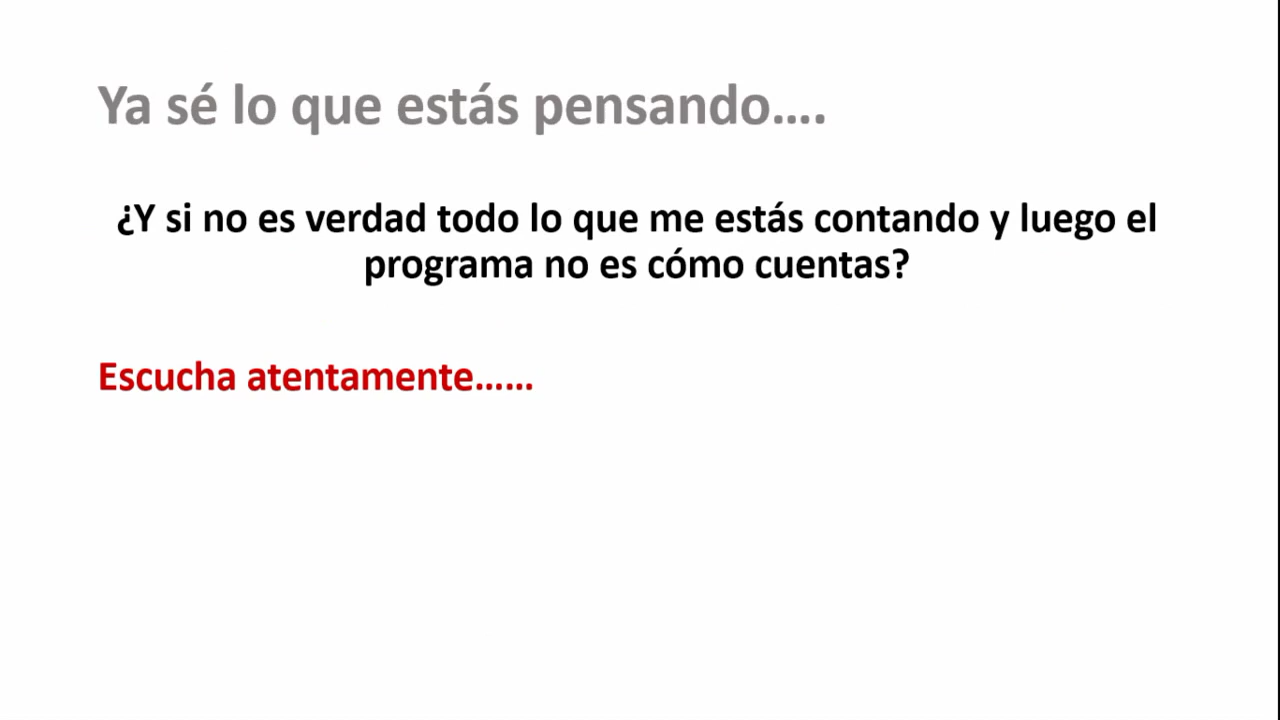 Ya sé lo que estás pensando....
¿Y si no es verdad todo lo que me estás contando y luego el
programa no es cómo cuentas?
Escucha atentamente......